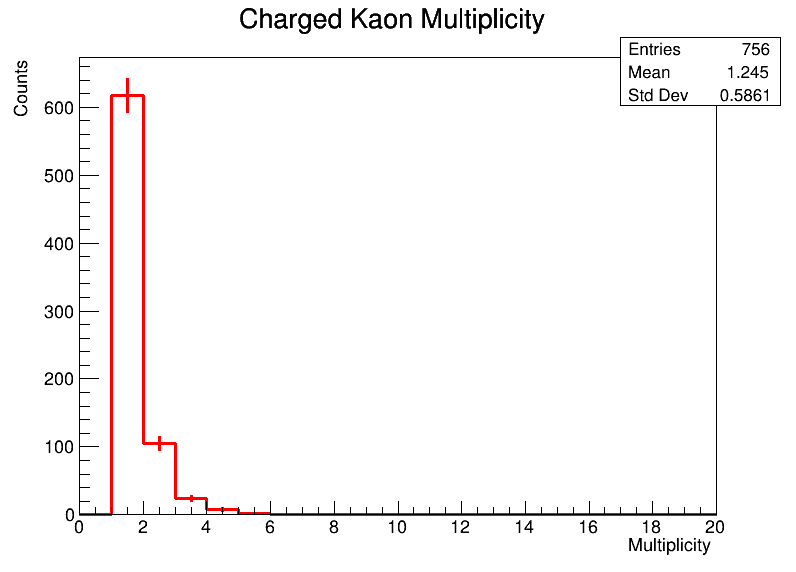 Charged Kaon Multiplicity
Entries 756
Mean 1.245
Std Dev 0.5861
Counts
600
500
400
300
200
100
0
0 2 4 6 8 10 12 14 16 18 20
Multiplicity